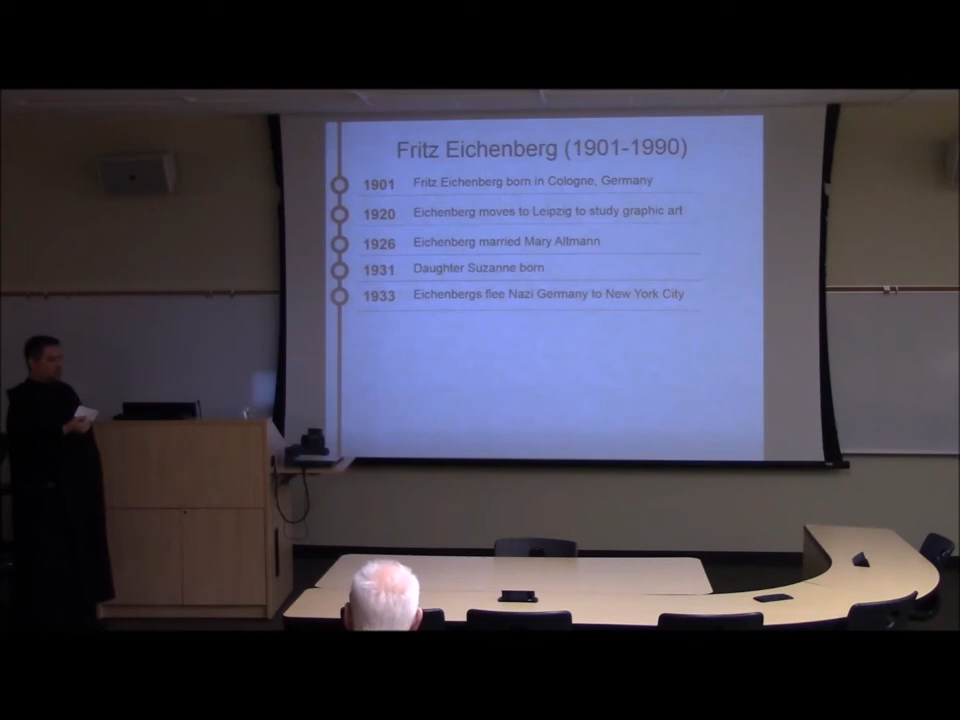 Fritz Eichenberg (1901-1990)
1901 Fritz Eichenberg born in Cologne, Germany
1920 Eichenberg moves to Leipzig to study graphic art
1926 Eichenberg married Mary Altmann
1931 Daughter Suzanne born
1933 Eichenbergs flee Nazi Germany to New York City